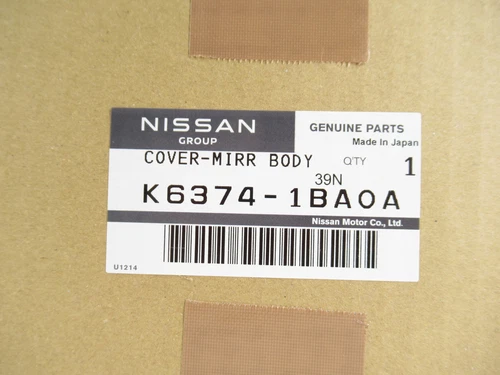 NISSAN GENUINE PARTS
GROUP Made in Japan
COVER-MIRR BODY Q'TY 1
39N
K6374-1BA0A
Nissan Motor Co., Ltd.
U1214